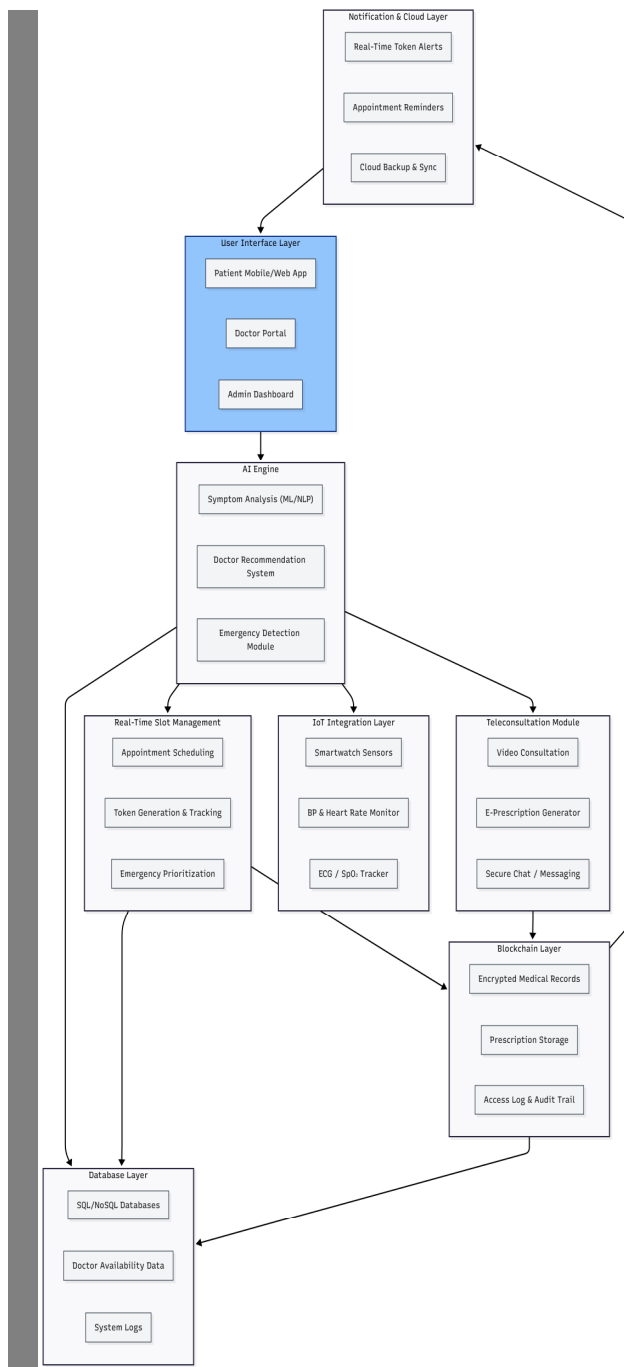 Notification & Cloud Layer
Real-Time Token Alerts
Appointment Reminders
Cloud Backup & Sync
User Interface Layer
Patient Mobile/Web App
Doctor Portal
Admin Dashboard
AI Engine
Symptom Analysis (ML/NLP)
Doctor Recommendation
System
Emergency Detection
Module
Real-Time Slot Management
Appointment Scheduling
Token Generation & Tracking
Emergency Prioritization
IoT Integration Layer
Smartwatch Sensors
BP & Heart Rate Monitor
ECG / SpO₂ Tracker
Teleconsultation Module
Video Consultation
E-Prescription Generator
Secure Chat / Messaging
Blockchain Layer
Encrypted Medical Records
Prescription Storage
Access Log & Audit Trail
Database Layer
SQL/NoSQL Databases
Doctor Availability Data
System Logs